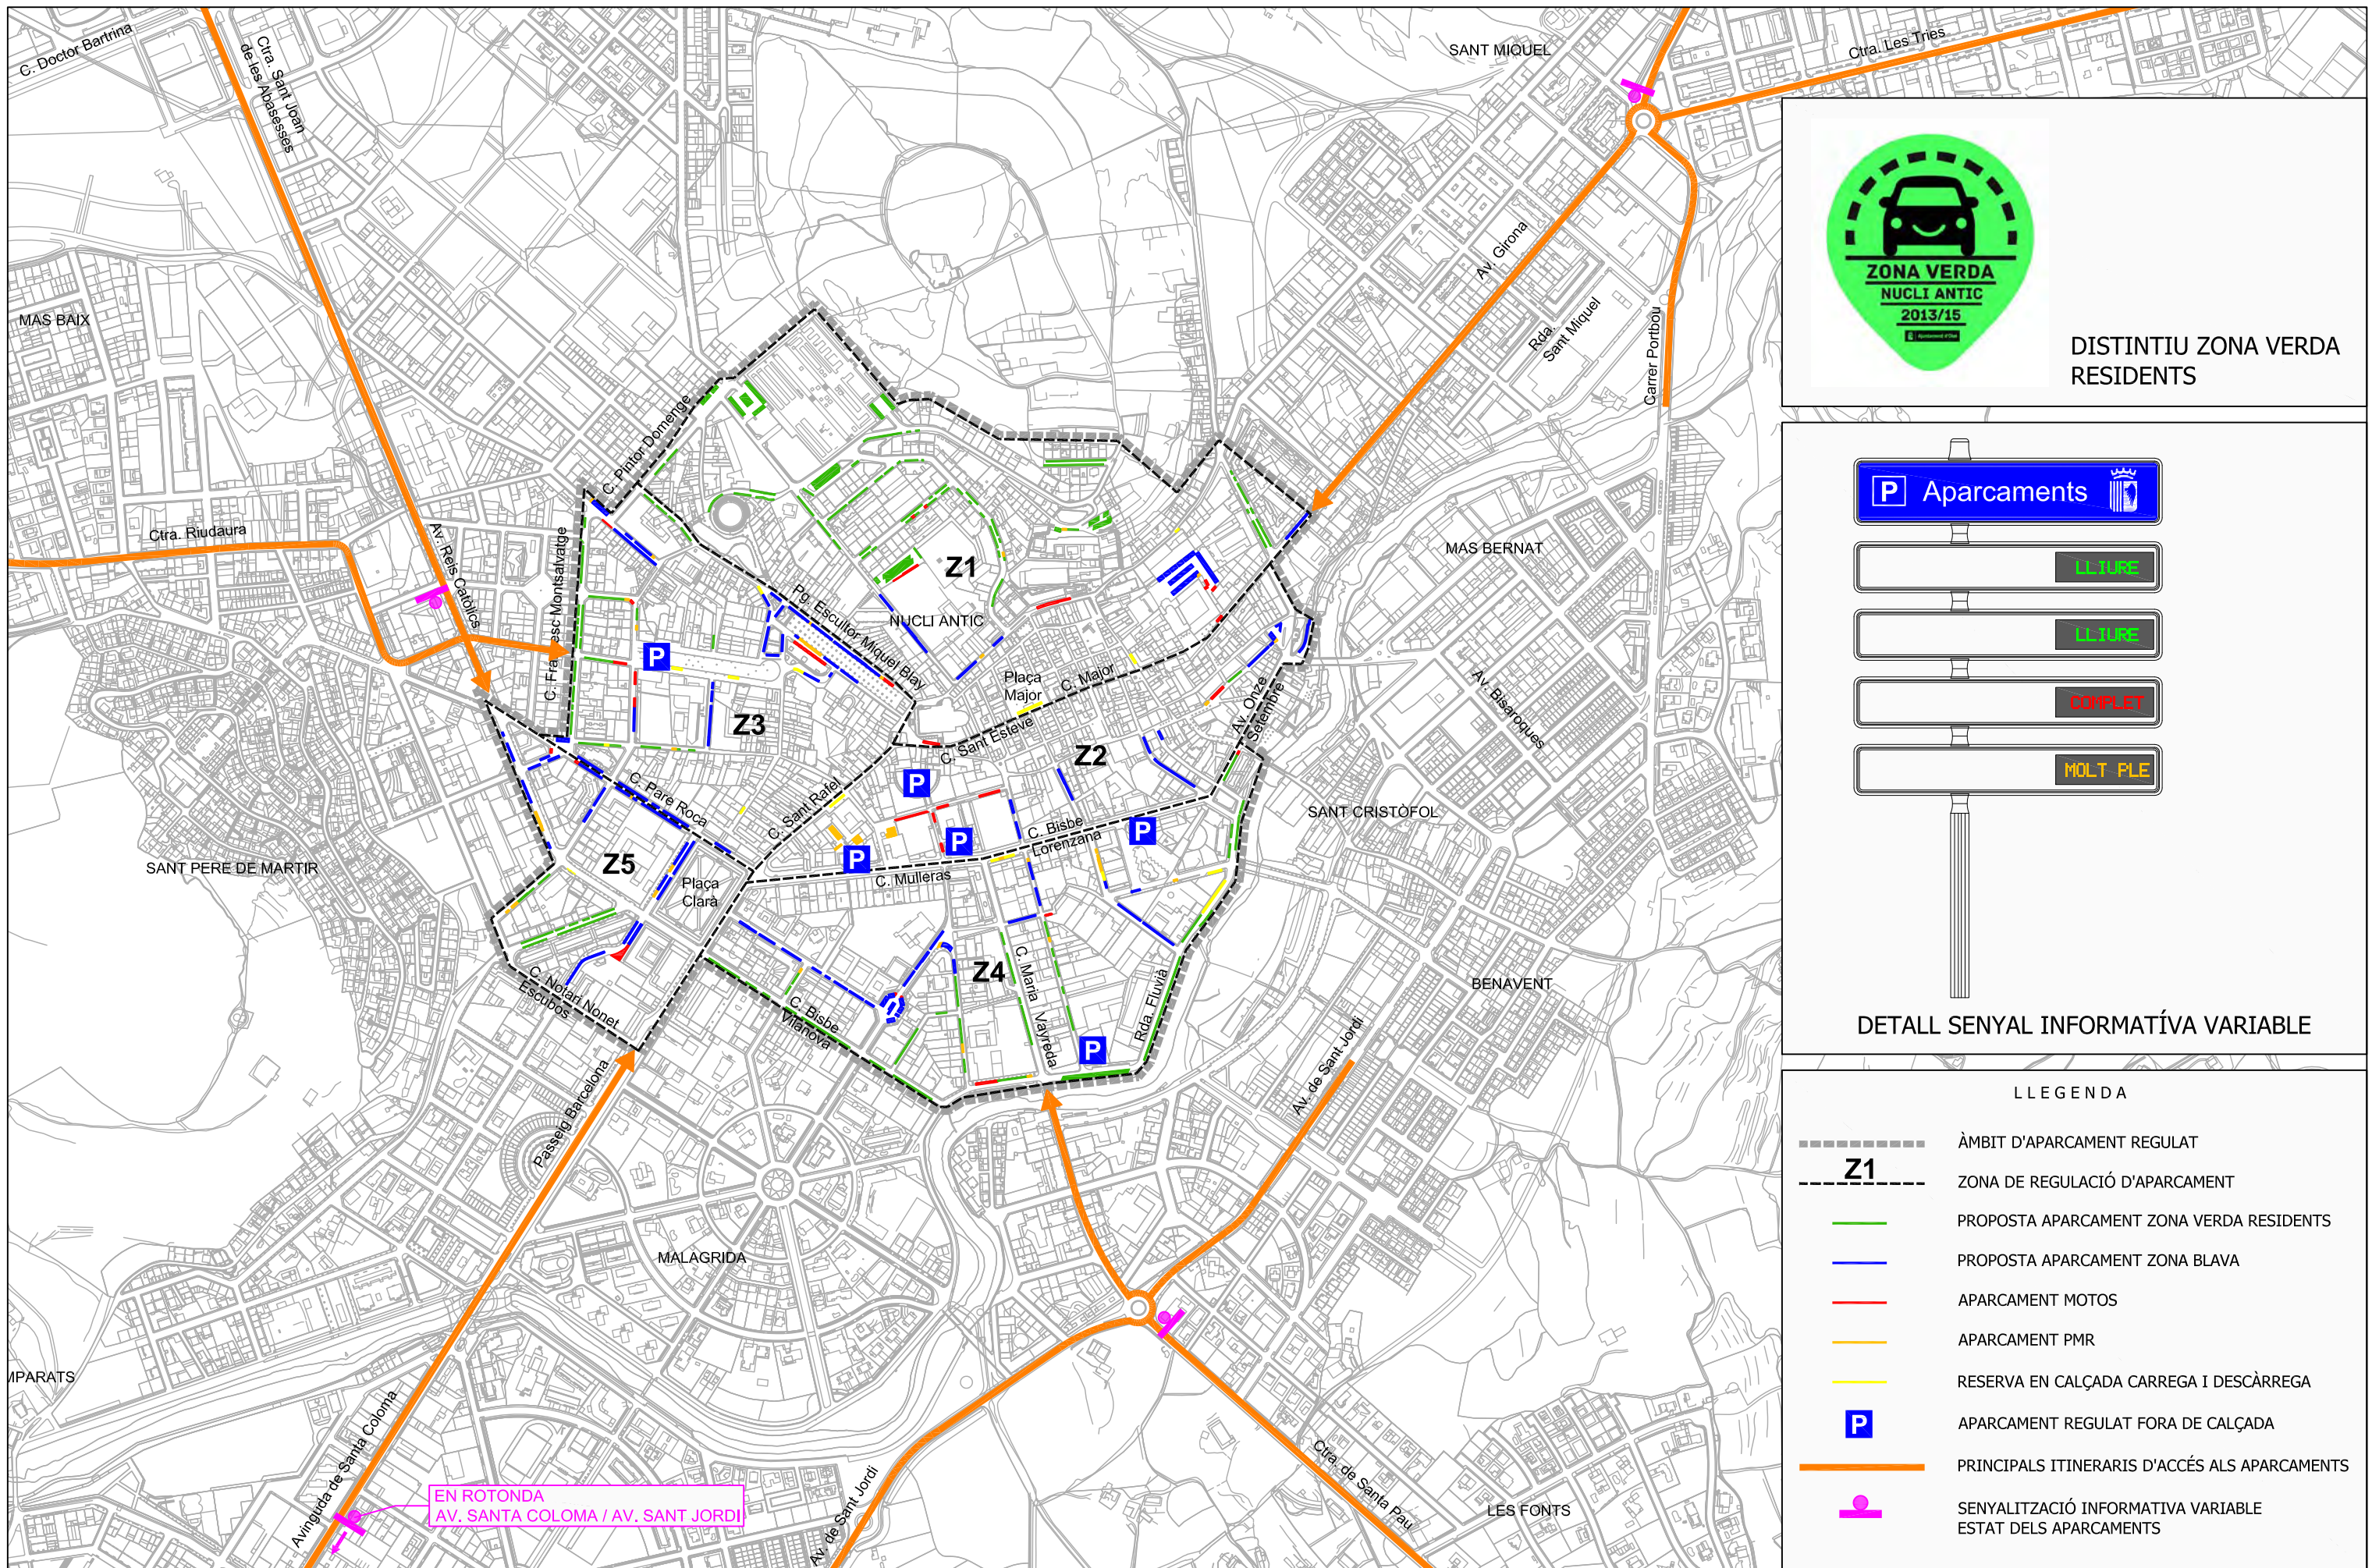 C. Doctor Bartrina
Ctra. Sant Joan
de les Abasesses
SANT MIQUEL
Ctra. Les Tries
MAS BAIX
Av. Girona
Rda.
Sant Miquel
Carrer Portbou
C. Pintor Domenge
Ctra. Riudaura
Av. Reis Catòlics
C. Fra esc Montsalvatge
MAS BERNAT
Z1
NUCLI ANTIC
Pg. Escultor Miquel Blay
P
Plaça
Major
C. Major
Z3
C. Sant Esteve
Z2
Av. Onze
Setembre
Av. Bisaroques
P
C. Pare Roca
C. Sant Rafel
C. Bisbe
Lorenzana
P
P
P
SANT CRISTÒFOL
SANT PERE DE MARTIR
Z5
Plaça
Clarà
C. Mulleras
Z4
C. Maria Vayreda
Rda. Fluvià
BENAVENT
C. Notari Nonet
Escubos
C. Bisbe
Vilanova
P
Av. de Sant Jordi
Passeig Barcelona
MALAGRIDA
MPARATS
Avinguda de Santa Coloma
EN ROTONDA
AV. SANTA COLOMA / AV. SANT JORDI
Av. de Sant Jordi
Ctra. de Santa Pau
LES FONTS
ZONA VERDA
NUCLI ANTIC
2013/15
DISTINTIU ZONA VERDA
RESIDENTS
P Aparcaments
LLIURE
LLIURE
COMPLET
MOLT PLE
DETALL SENYAL INFORMATÍVA VARIABLE
LLEGENDA
ÀMBIT D'APARCAMENT REGULAT
Z1
ZONA DE REGULACIÓ D'APARCAMENT
PROPOSTA APARCAMENT ZONA VERDA RESIDENTS
PROPOSTA APARCAMENT ZONA BLAVA
APARCAMENT MOTOS
APARCAMENT PMR
RESERVA EN CALÇADA CARREGA I DESCÀRREGA
P
APARCAMENT REGULAT FORA DE CALÇADA
PRINCIPALS ITINERARIS D'ACCÉS ALS APARCAMENTS
SENYALITZACIÓ INFORMATIVA VARIABLE
ESTAT DELS APARCAMENTS